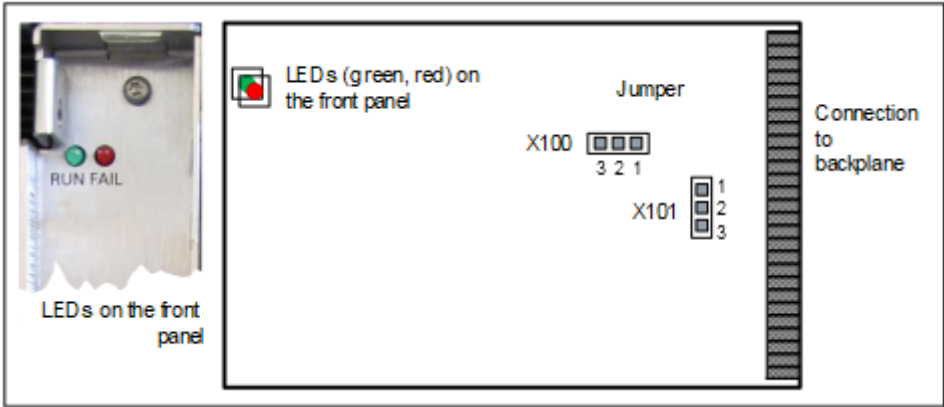 RUN FAIL
LEDs on the front
panel
LEDs (green, red) on
the front panel
Jumper
X100
3 2 1
X101
1
2
3
Connection
to
backplane